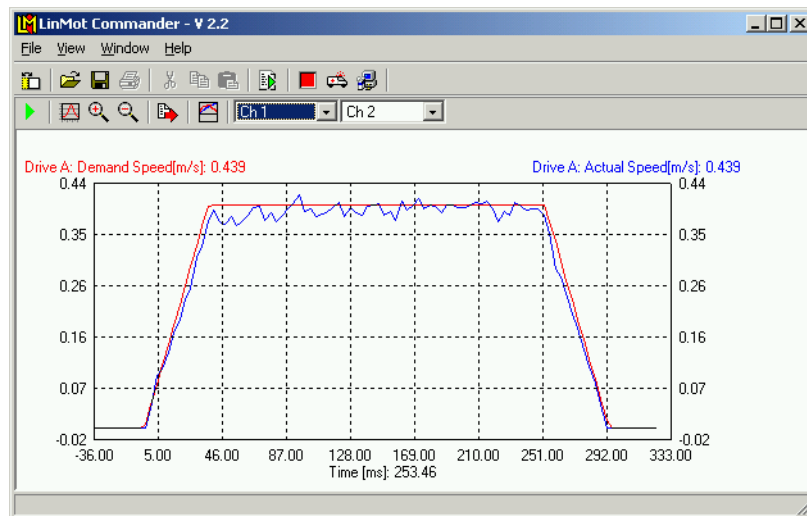 LinMot Commander - V 2.2
File View Window Help
Ch 1 Ch 2
Drive A: Demand Speed[m/s]: 0.439 Drive A: Actual Speed[m/s]: 0.439
0.44 0.44
0.35 0.35
0.26 0.26
0.16 0.16
0.07 0.07
-0.02 -0.02
-36.00 5.00 46.00 87.00 128.00 169.00 210.00 251.00 292.00 333.00
Time [ms]: 253.46